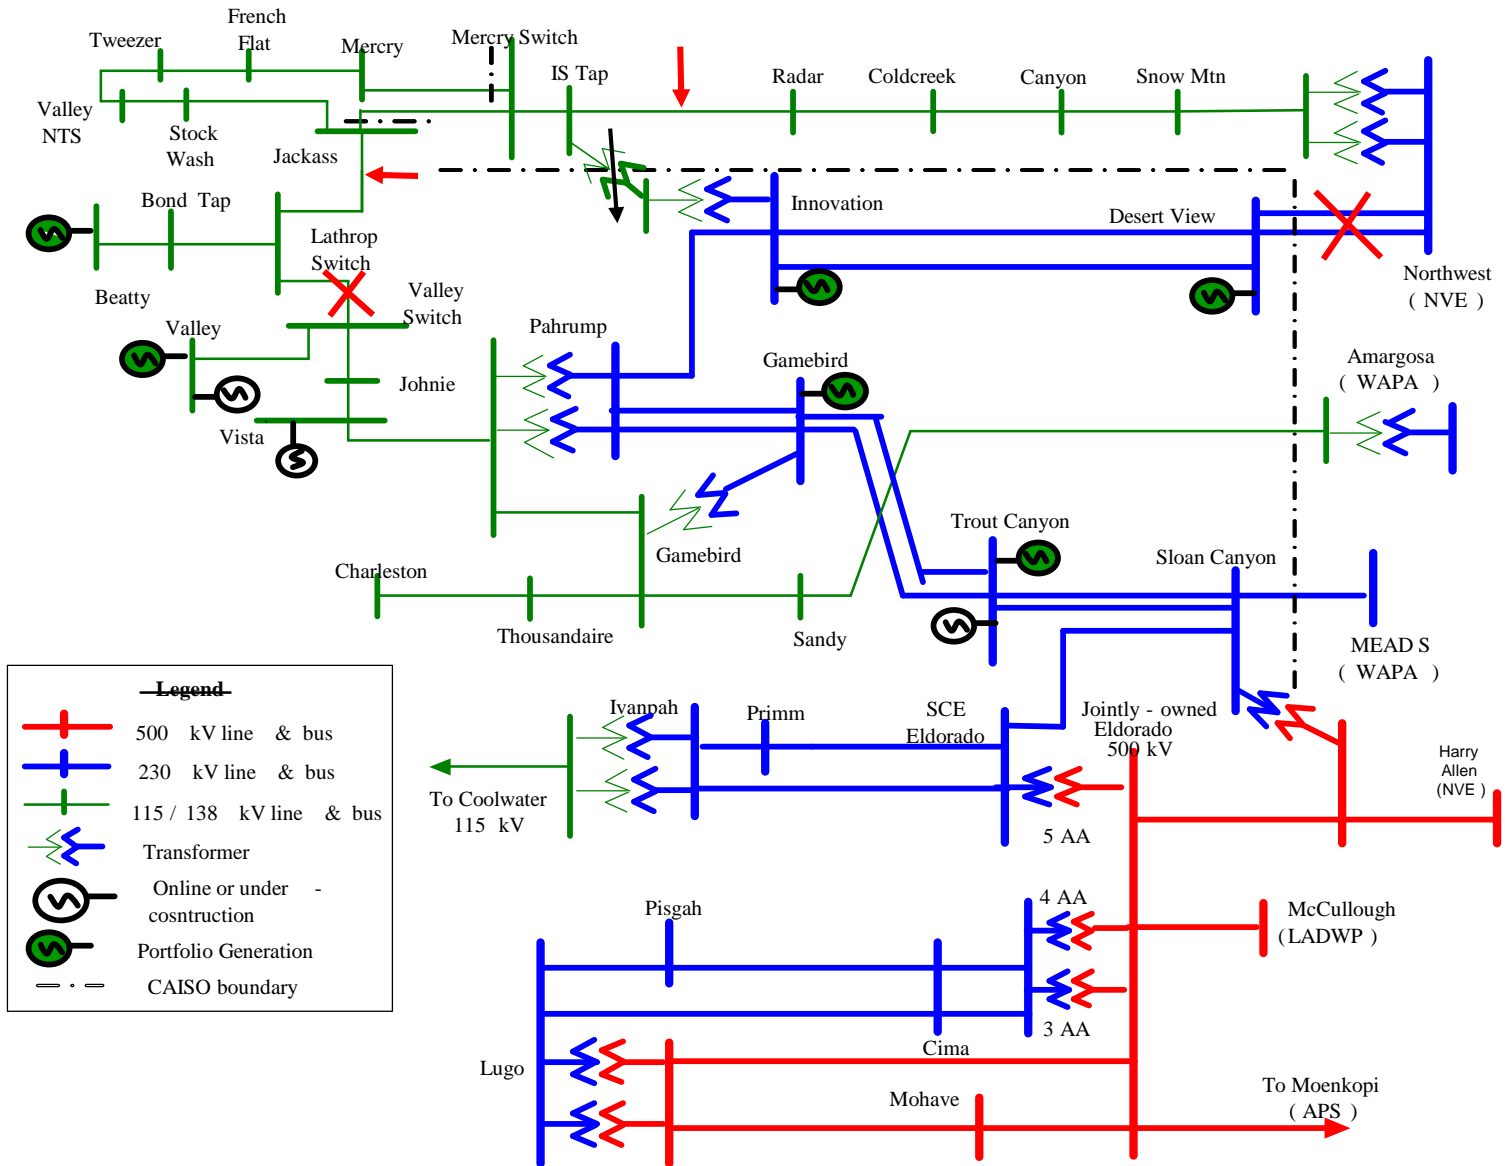 French
Flat
Tweezer
Mercry
Mercry Switch
IS Tap
Radar
Coldcreek
Canyon
Snow Mtn
Valley
NTS
Stock
Wash
Jackass
Bond Tap
Lathrop
Switch
Beatty
Innovation
Desert View
Northwest
( NVE )
Valley
Switch
Valley
Pahrump
Gamebird
Johnie
Vista
Amargosa
( WAPA )
Gamebird
Trout Canyon
Sloan Canyon
Charleston
Thousandaire
Sandy
MEAD S
( WAPA )
Legend
500 kV line & bus
230 kV line & bus
115 / 138 kV line & bus
Transformer
Online or under -
cosntruction
Portfolio Generation
CAISO boundary
Ivanpah
Primm
SCE
Eldorado
Jointly - owned
Eldorado
500 kV
Harry
Allen
(NVE )
To Coolwater
115 kV
5 AA
4 AA
Pisgah
McCullough
(LADWP )
3 AA
Cima
Lugo
Mohave
To Moenkopi
( APS )